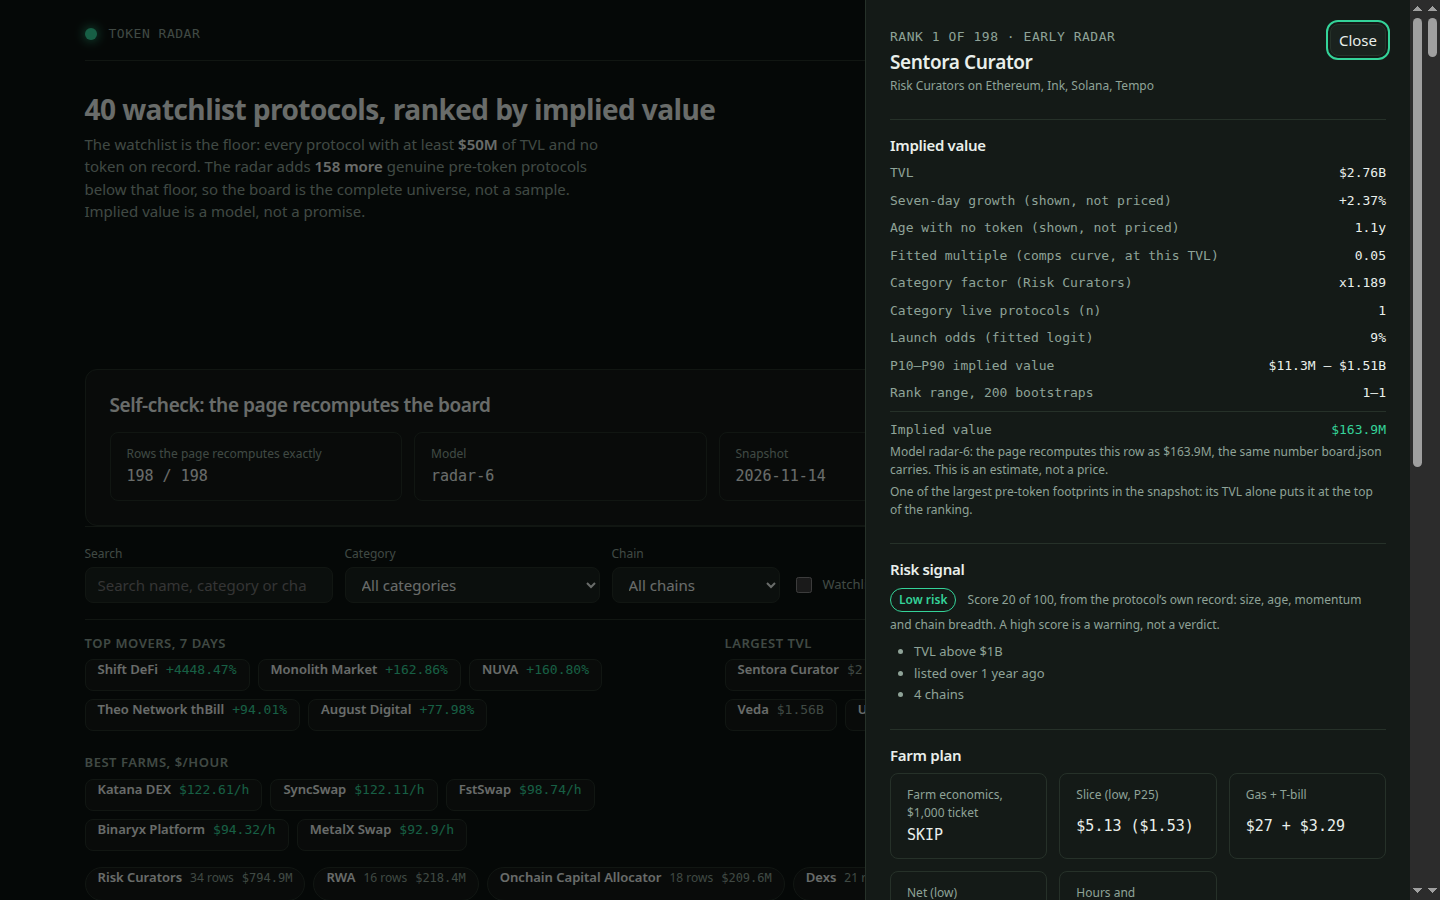 TOKEN RADAR
40 watchlist protocols, ranked by implied value
The watchlist is the floor: every protocol with at least $50M of TVL and no
token on record. The radar adds 158 more genuine pre-token protocols
below that floor, so the board is the complete universe, not a sample.
Implied value is a model, not a promise.
Self-check: the page recomputes the board
Rows the page recomputes exactly
198 / 198
Model
radar-6
Snapshot
2026-11-14
Search
Category
Chain
Search name, category or cha
All categories
All chains
Watchl
TOP MOVERS, 7 DAYS
Shift DeFi +4448.47%
Monolith Market +162.86%
NUVA +160.80%
Theo Network thBill +94.01%
August Digital +77.98%
LARGEST TVL
Sentora Curator $2
Veda $1.56B
BEST FARMS, $/HOUR
Katana DEX $122.61/h
SyncSwap $122.11/h
FstSwap $98.74/h
Binaryx Platform $94.32/h
MetalX Swap $92.9/h
Risk Curators 34 rows $794.9M
RWA 16 rows $218.4M
Onchain Capital Allocator 18 rows $209.6M
Dexs 21 r
RANK 1 OF 198 · EARLY RADAR
Close
Sentora Curator
Risk Curators on Ethereum, Ink, Solana, Tempo
Implied value
TVL $2.76B
Seven-day growth (shown, not priced) +2.37%
Age with no token (shown, not priced) 1.1y
Fitted multiple (comps curve, at this TVL) 0.05
Category factor (Risk Curators) x1.189
Category live protocols (n) 1
Launch odds (fitted logit) 9%
P10–P90 implied value $11.3M – $1.51B
Rank range, 200 bootstraps 1–1
Implied value $163.9M
Model radar-6: the page recomputes this row as $163.9M, the same number board.json
carries. This is an estimate, not a price.
One of the largest pre-token footprints in the snapshot: its TVL alone puts it at the top
of the ranking.
Risk signal
Low risk Score 20 of 100, from the protocol's own record: size, age, momentum
and chain breadth. A high score is a warning, not a verdict.
TVL above $1B
listed over 1 year ago
4 chains
Farm plan
Farm economics,
$1,000 ticket
SKIP
Slice (low, P25)
$5.13 ($1.53)
Gas + T-bill
$27 + $3.29
Net (low)
Hours and